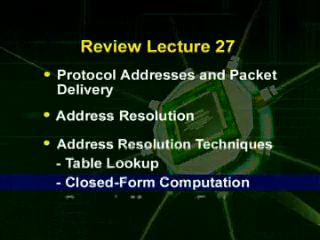 Review Lecture 27
• Protocol Addresses and Packet
Delivery
• Address Resolution
• Address Resolution Techniques
- Table Lookup
- Closed-Form Computation